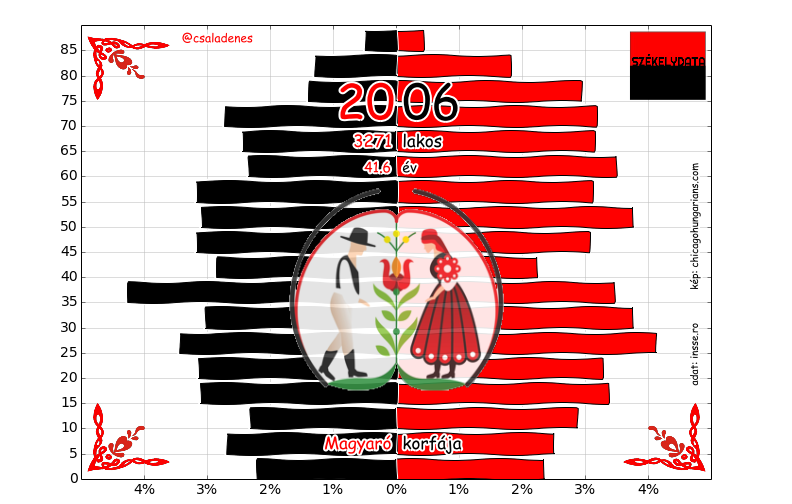 @csaladenes
SZÉKELYDATA
2006
3271 lakos
41,6 év
kép: chicagohungarians.com
adat: insse.ro
Magyaró korfája
85
80
75
70
65
60
55
50
45
40
35
30
25
20
15
10
5
0
4% 3% 2% 1% 0% 1% 2% 3% 4%